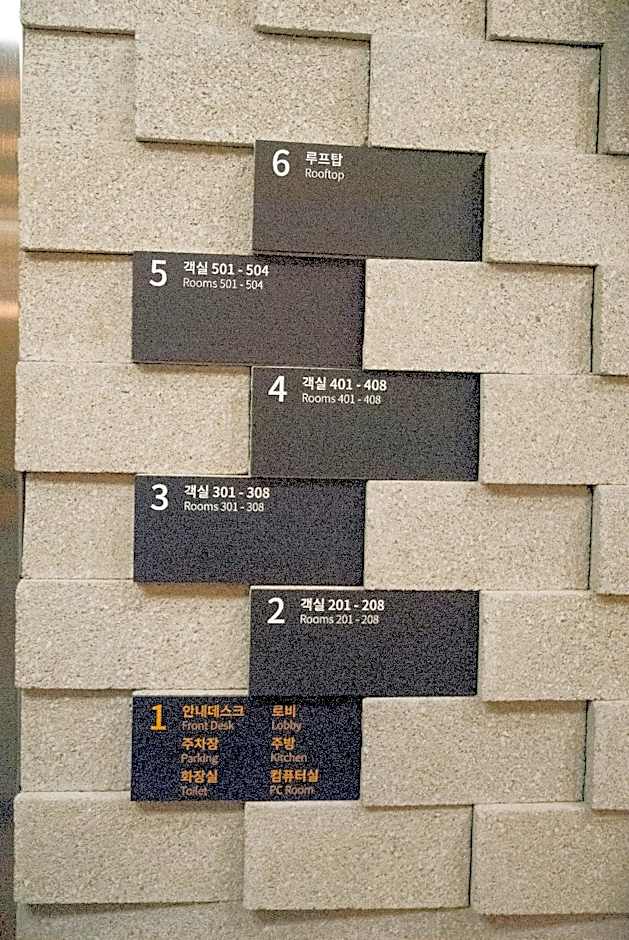 6 루프탑
Rooftop
5 객실 501 - 504
Rooms 501 - 504
4 객실 401 - 408
Rooms 401 - 408
3 객실 301 - 308
Rooms 301 - 308
2 객실 201 - 208
Rooms 201 - 208
1 안내데스크 로비
Front Desk Lobby
주차장 주방
Parking Kitchen
화장실 컴퓨터실
Toilet PC Room